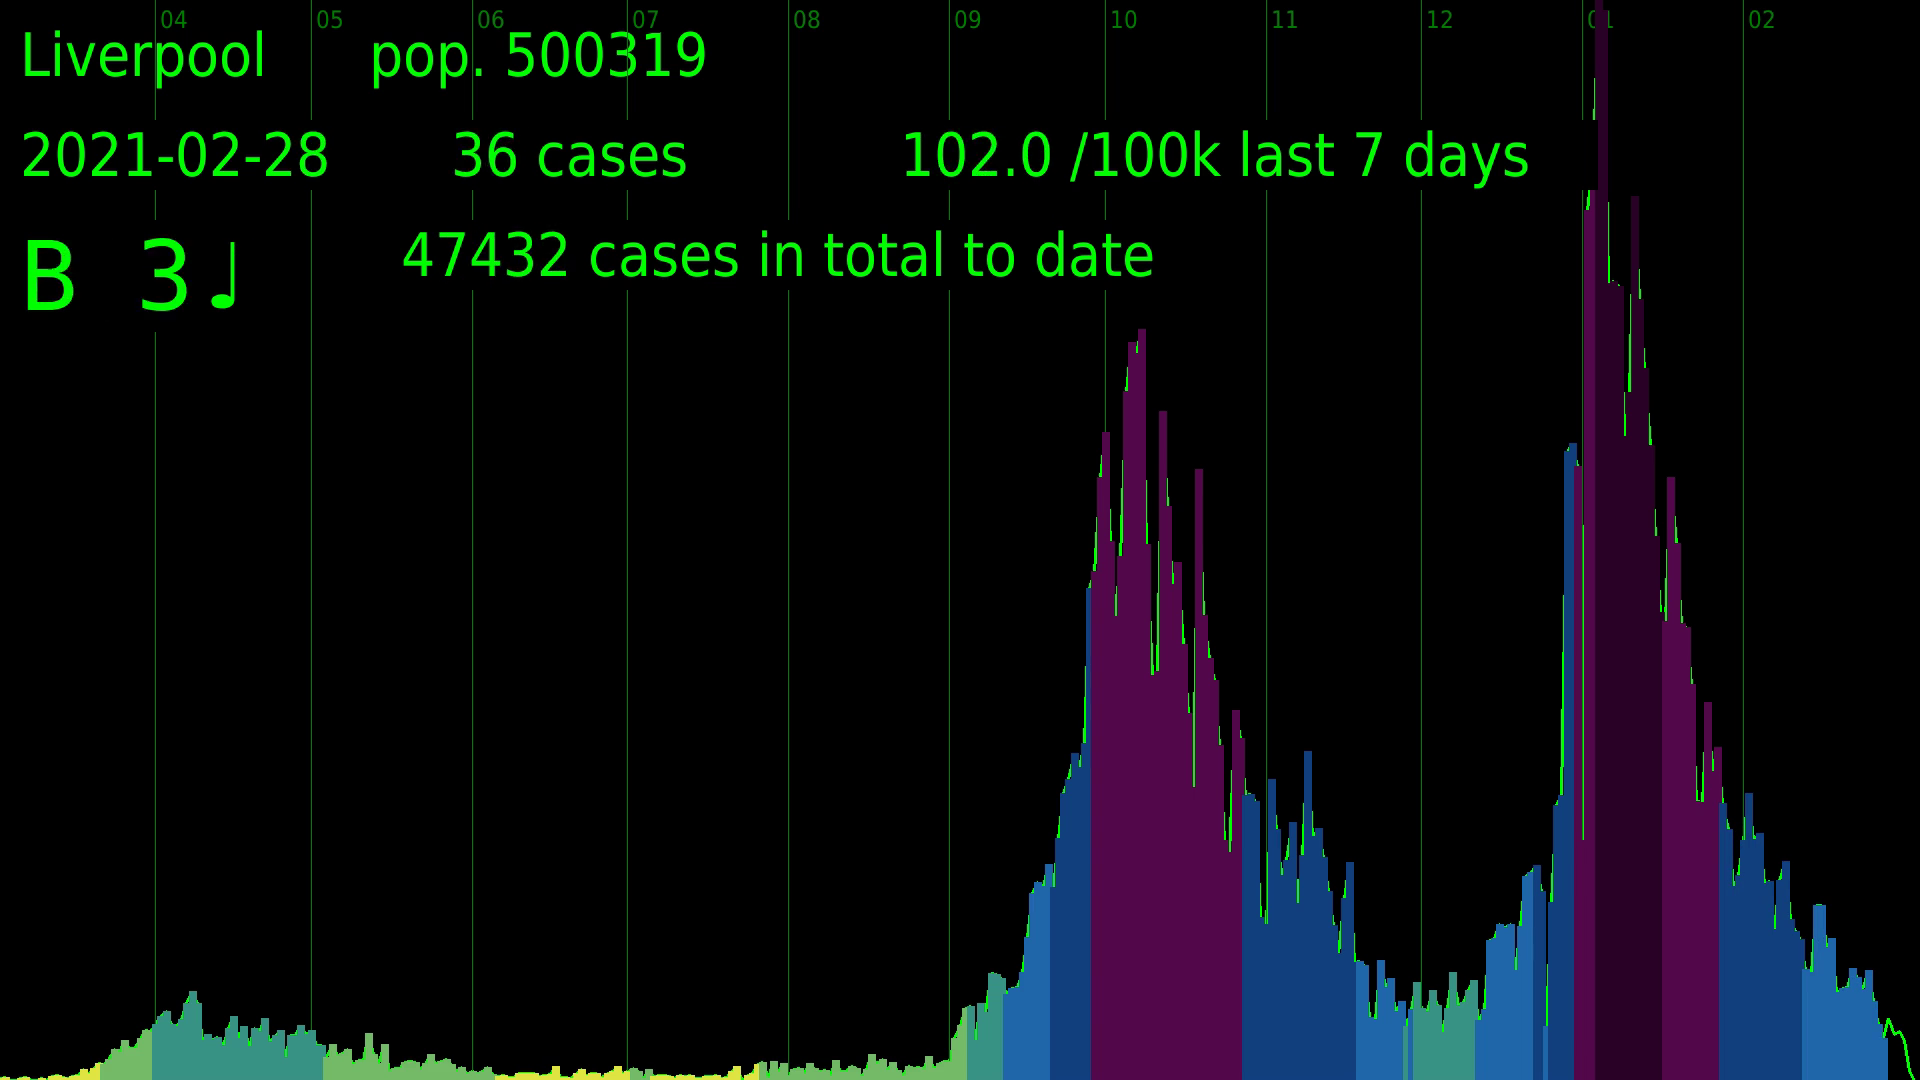 04 05 06 07 08 09 10 11 12 01 02
Liverpool pop. 500319
2021-02-28 36 cases 102.0 /100k last 7 days
B 3♩ 47432 cases in total to date